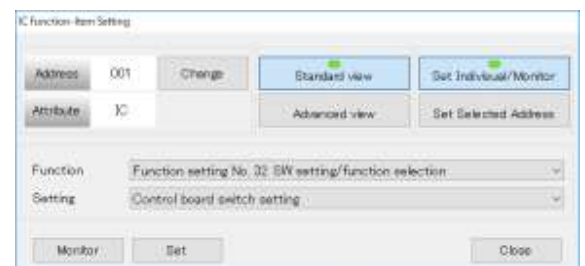 IC function-Item Setting
Address 001 Change Standard view Set Individual/Monitor
Attribute IC Advanced view Set Selected Address
Function Function setting No. 32 SW setting/function selection
Setting Control board switch setting
Monitor Set Close